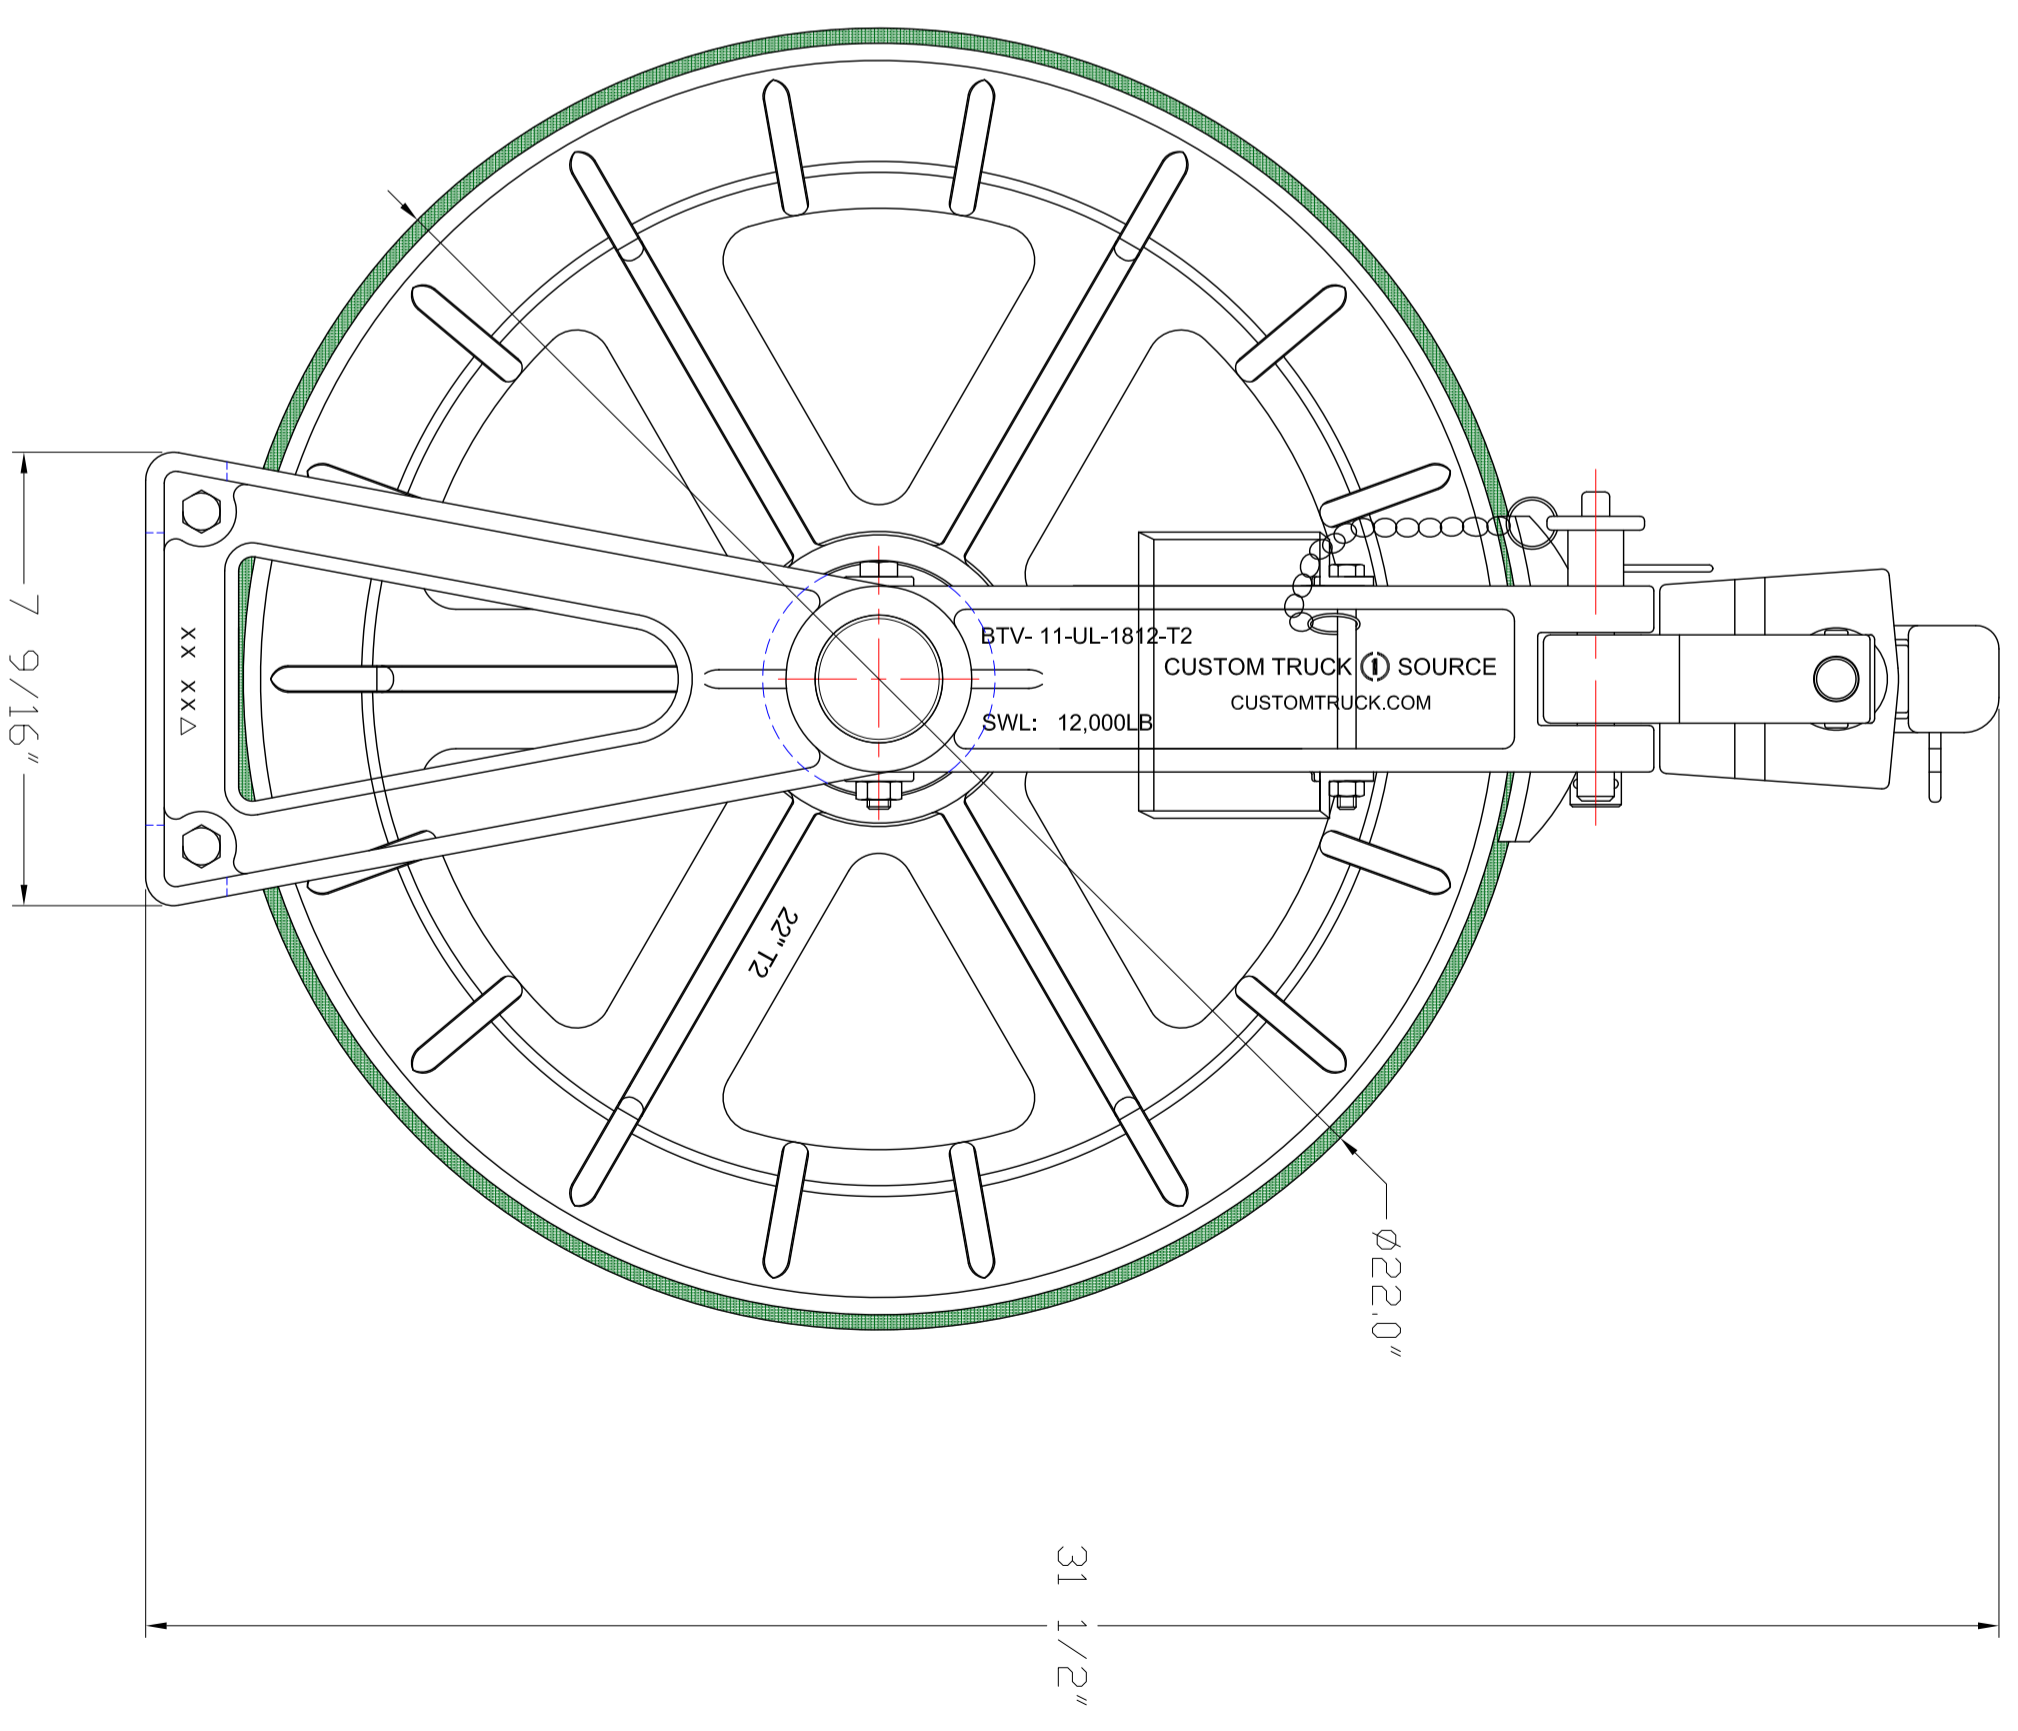 BTV- 11-UL-1812-T2
CUSTOM TRUCK 1 SOURCE
CUSTOMTRUCK.COM
SWL: 12,000LB
XX XX△
22" T2
7 9/16"
Ø22.0"
31 1/2"